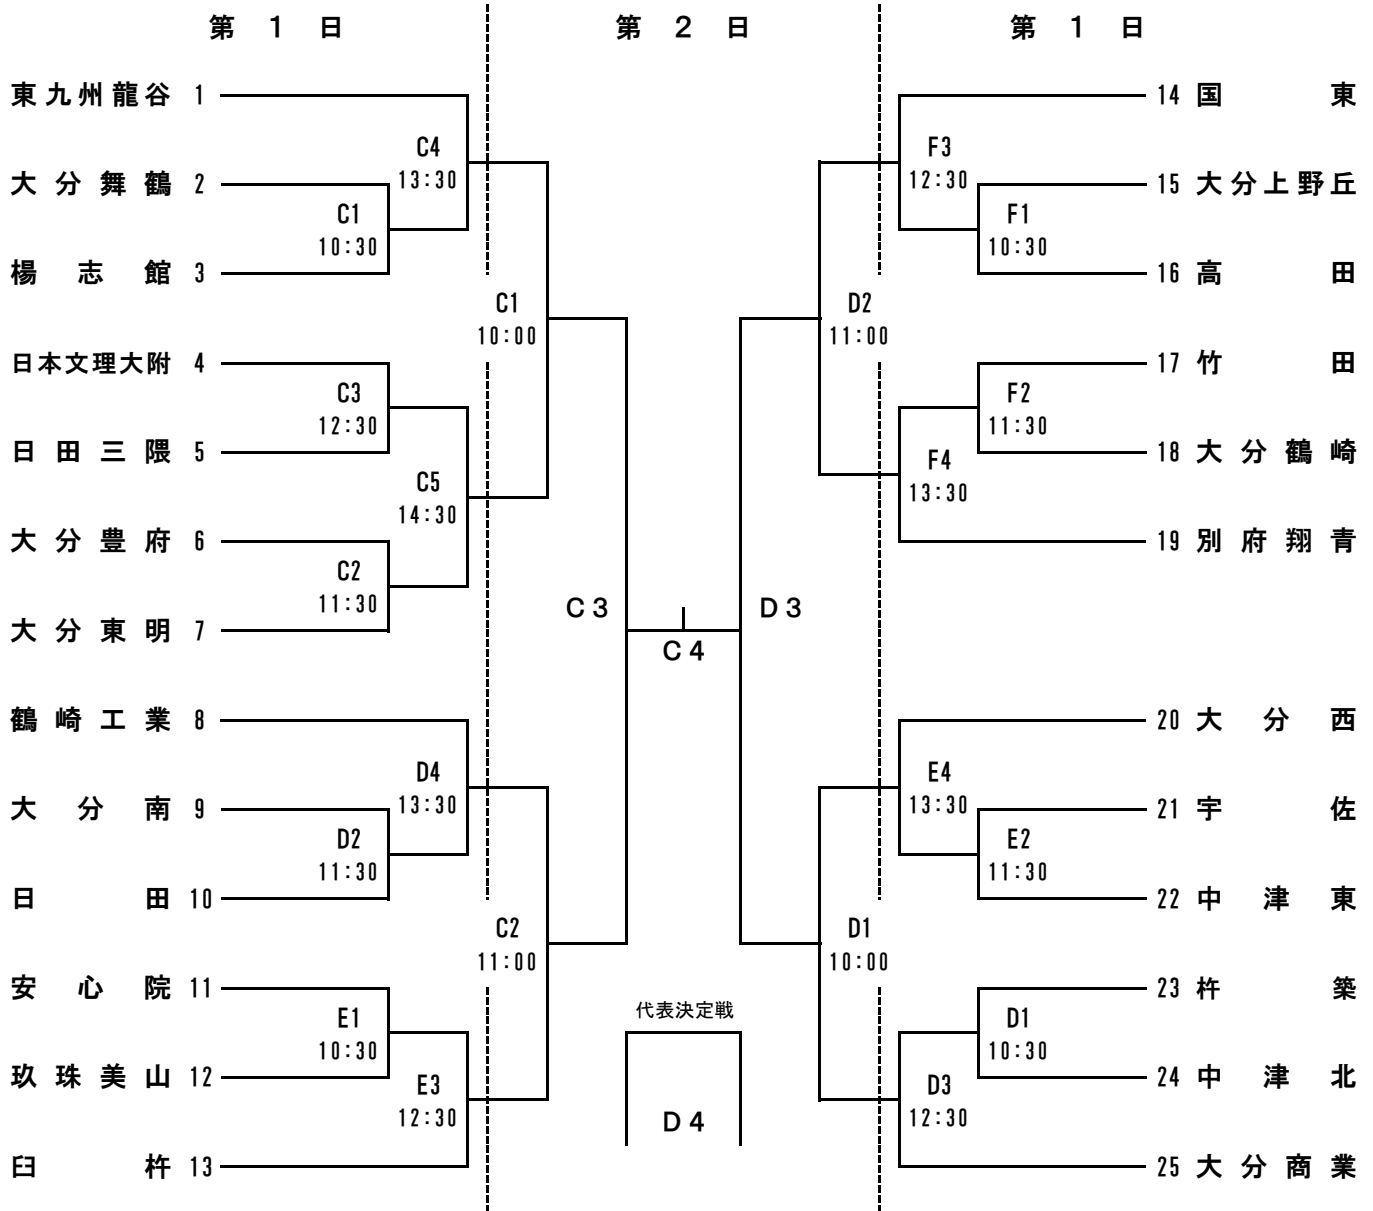 第 1 日
第 2 日
第 1 日
東九州龍谷 1
大分舞鶴 2
楊志館 3
日本文理大附 4
日田三隈 5
大分豊府 6
大分東明 7
鶴崎工業 8
大分南 9
日田 10
安心院 11
玖珠美山 12
臼杵 13
C4
13:30
C1
10:30
C3
12:30
C5
14:30
C2
11:30
D4
13:30
D2
11:30
E1
10:30
E3
12:30
C1
10:00
C2
11:00
C3
C4
D3
代表決定戦
D4
D2
11:00
D1
10:00
F3
12:30
F1
10:30
F2
11:30
F4
13:30
E4
13:30
E2
11:30
D1
10:30
D3
12:30
14 国東
15 大分上野丘
16 高田
17 竹田
18 大分鶴崎
19 別府翔青
20 大分西
21 宇佐
22 中津東
23 杵築
24 中津北
25 大分商業